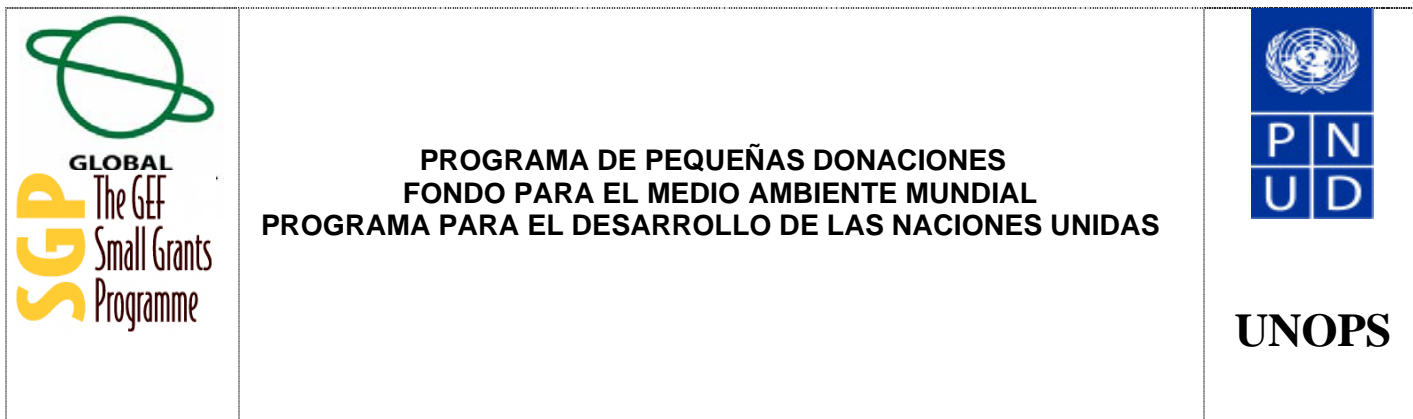 GLOBAL
SGP
The GEF
Small Grants
Programme
PROGRAMA DE PEQUEÑAS DONACIONES
FONDO PARA EL MEDIO AMBIENTE MUNDIAL
PROGRAMA PARA EL DESARROLLO DE LAS NACIONES UNIDAS
P N
U D
UNOPS